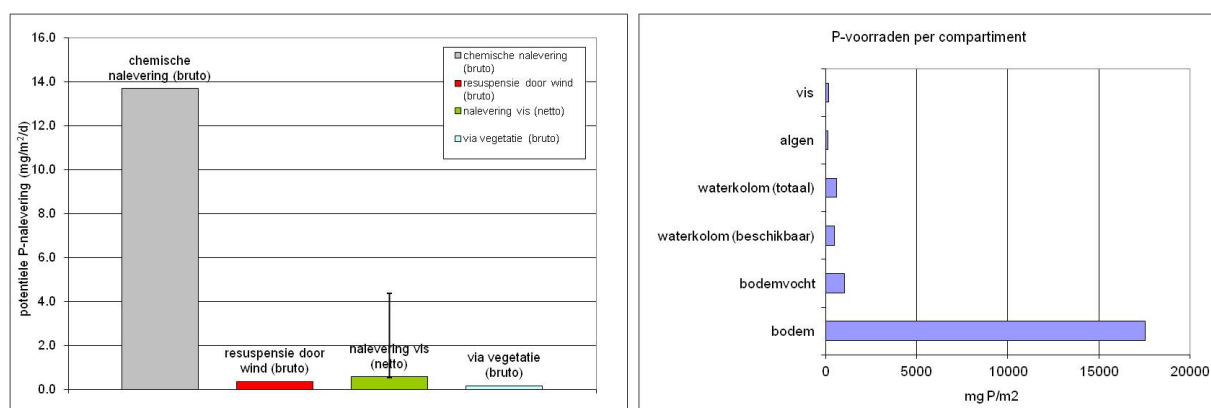 16.0
14.0
12.0
10.0
8.0
6.0
4.0
2.0
0.0
potentiele P-nalevering (mg/m²/d)
chemische
nalevering (bruto)
resuspensie door
wind (bruto)
nalevering vis
(netto)
via vegetatie
(bruto)
chemische nalevering
(bruto)
resuspensie door wind
(bruto)
nalevering vis (netto)
via vegetatie (bruto)
P-voorraden per compartiment
vis
algen
waterkolom (totaal)
waterkolom (beschikbaar)
bodemvocht
bodem
0 5000 10000 15000 20000
mg P/m2